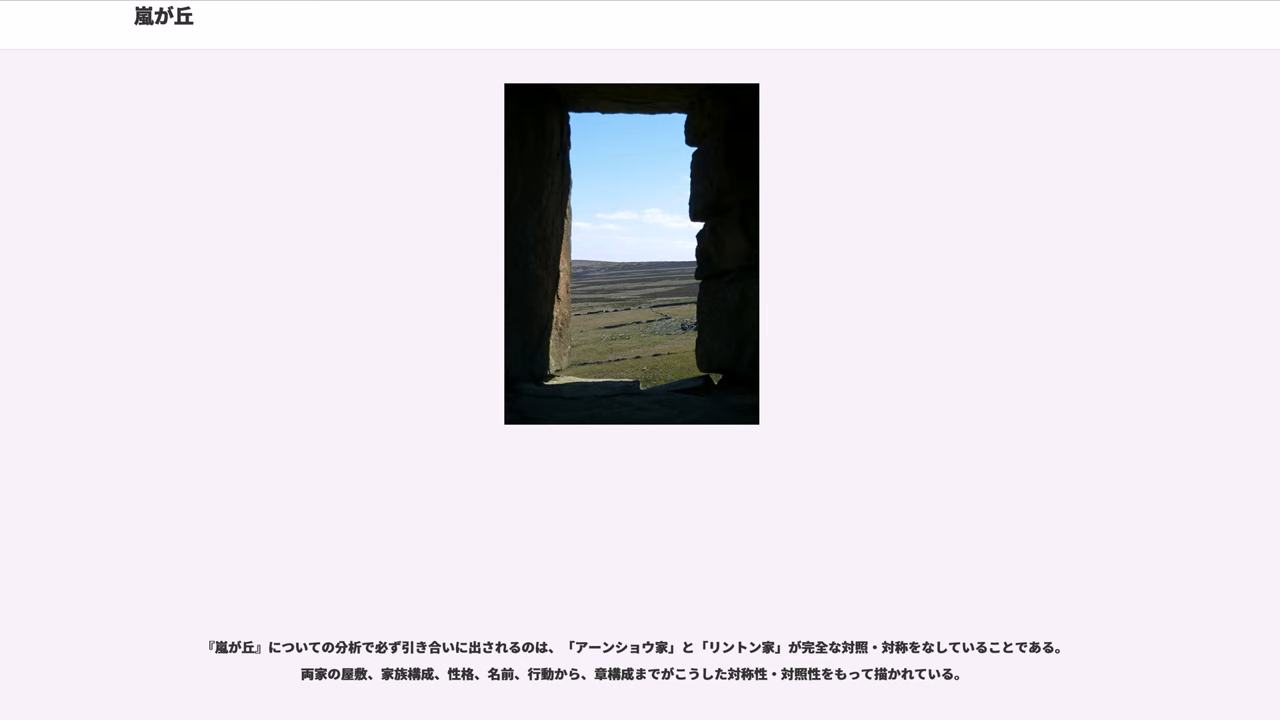 嵐が丘
『嵐が丘』についての分析で必ず引き合いに出されるのは、「アーンショウ家」と「リントン家」が完全な対照・対称をなしていることである。
両家の屋敷、家族構成、性格、名前、行動から、章構成までがこうした対称性・対照性をもって描かれている。